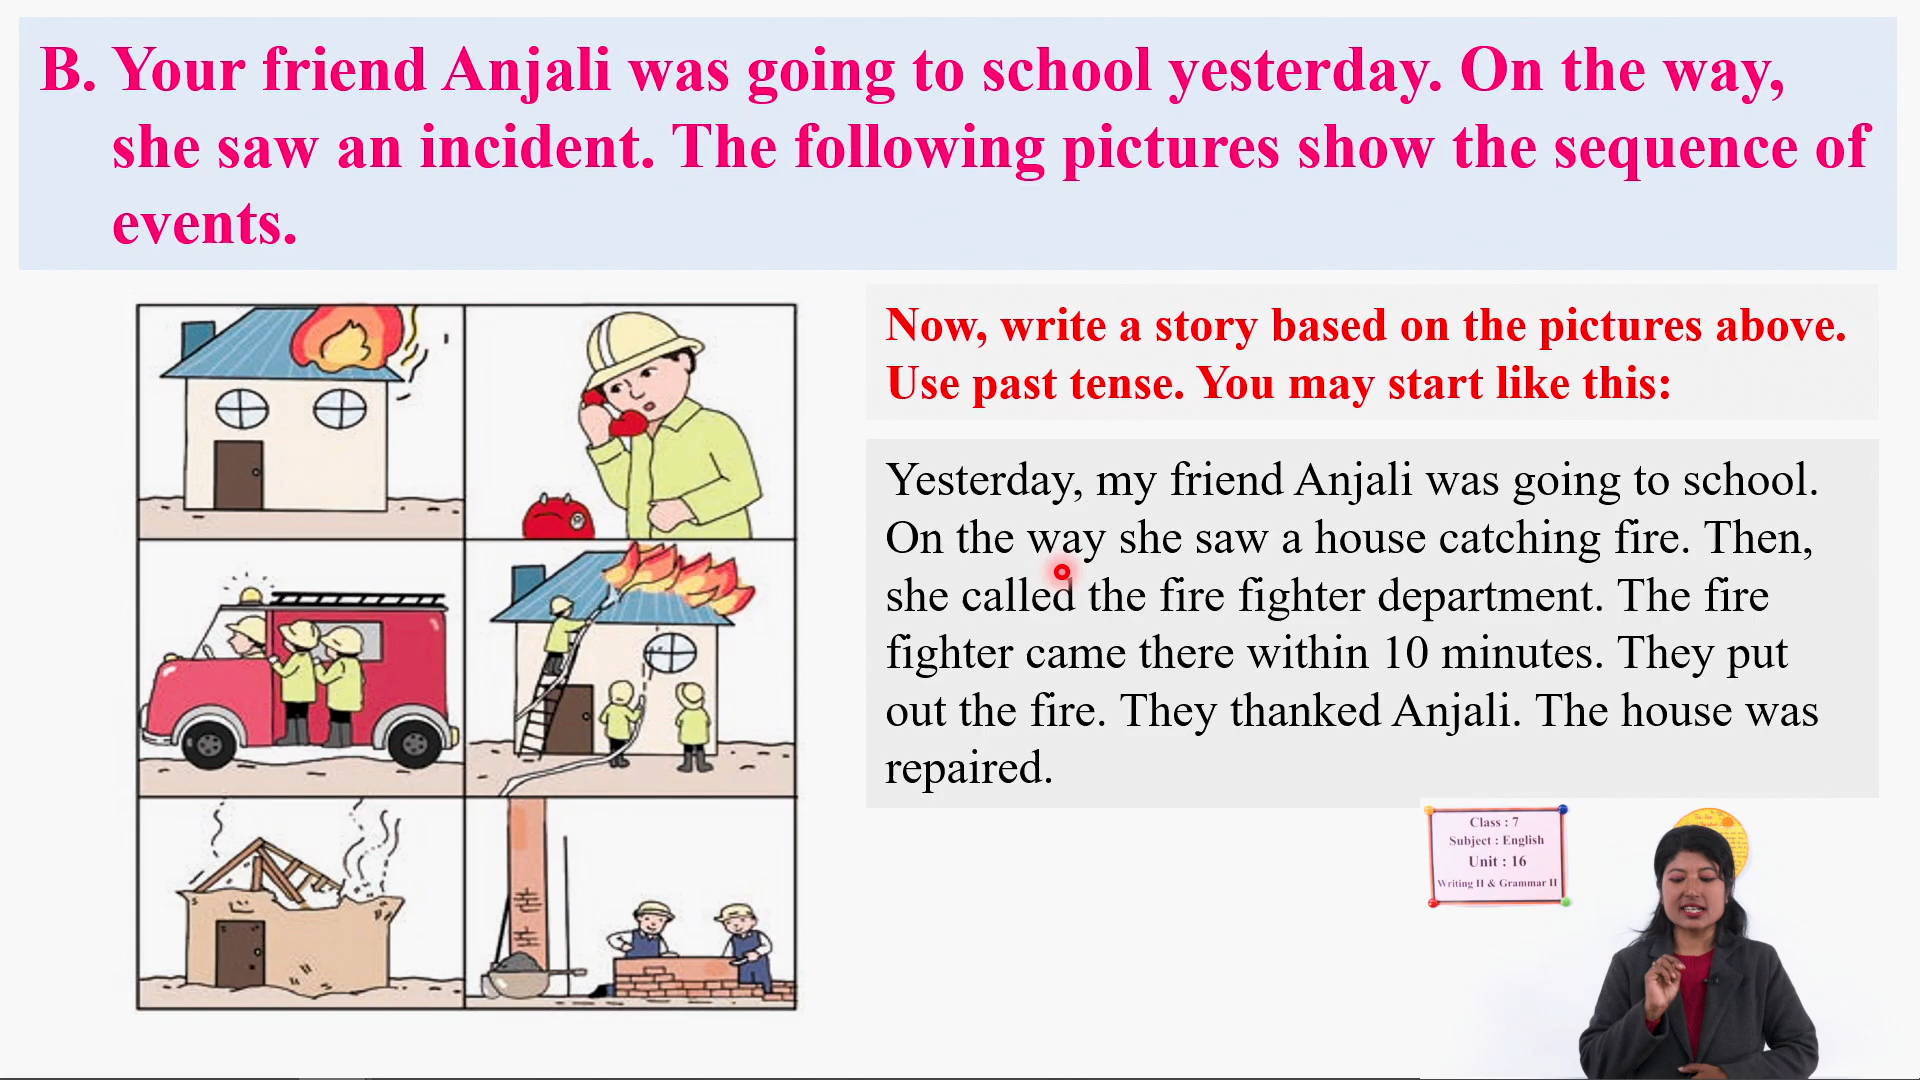 B. Your friend Anjali was going to school yesterday. On the way,
she saw an incident. The following pictures show the sequence of
events.
Now, write a story based on the pictures above.
Use past tense. You may start like this:
Yesterday, my friend Anjali was going to school.
On the way she saw a house catching fire. Then,
she called the fire fighter department. The fire
fighter came there within 10 minutes. They put
out the fire. They thanked Anjali. The house was
repaired.
Class : 7
Subject : English
Unit : 16
Writing II & Grammar II